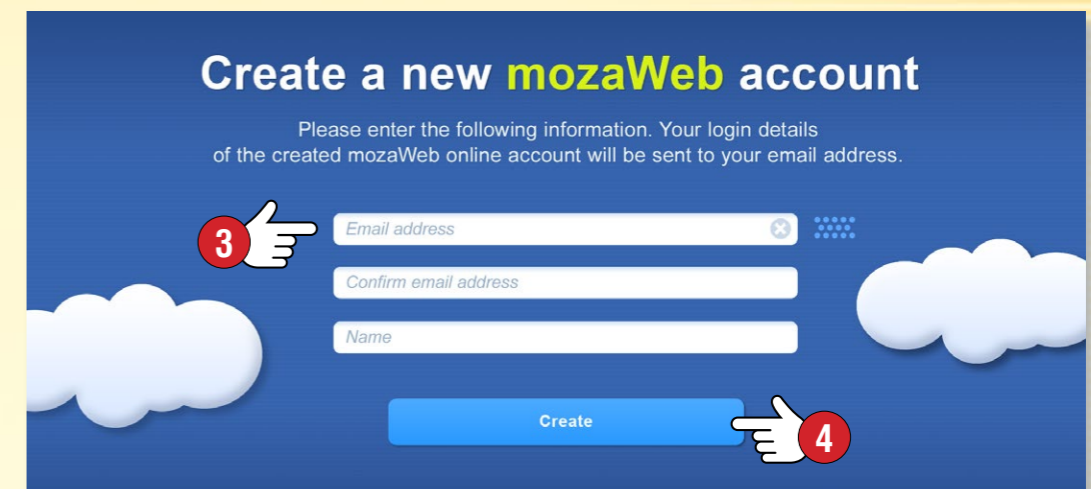 Create a new mozaWeb account
Please enter the following information. Your login details
of the created mozaWeb online account will be sent to your email address.
3
Email address
Confirm email address
Name
Create
4